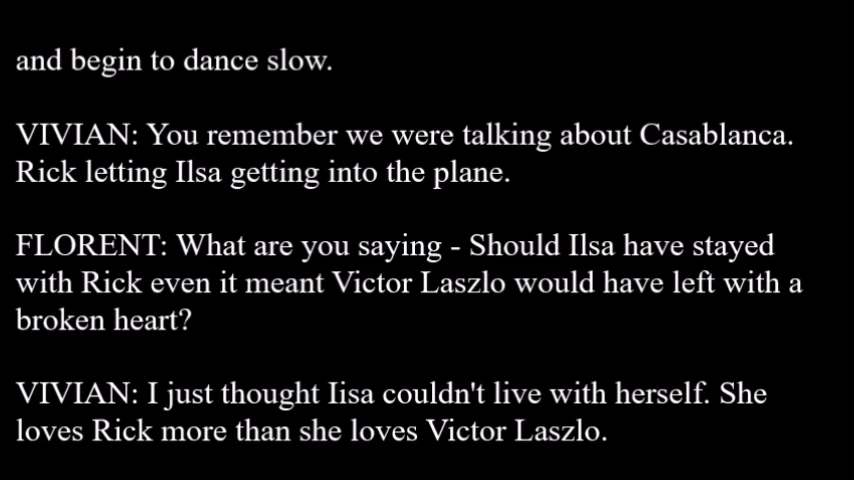 and begin to dance slow.
VIVIAN: You remember we were talking about Casablanca.
Rick letting Ilsa getting into the plane.
FLORENT: What are you saying - Should Ilsa have stayed
with Rick even it meant Victor Laszlo would have left with a
broken heart?
VIVIAN: I just thought Iisa couldn't live with herself. She
loves Rick more than she loves Victor Laszlo.